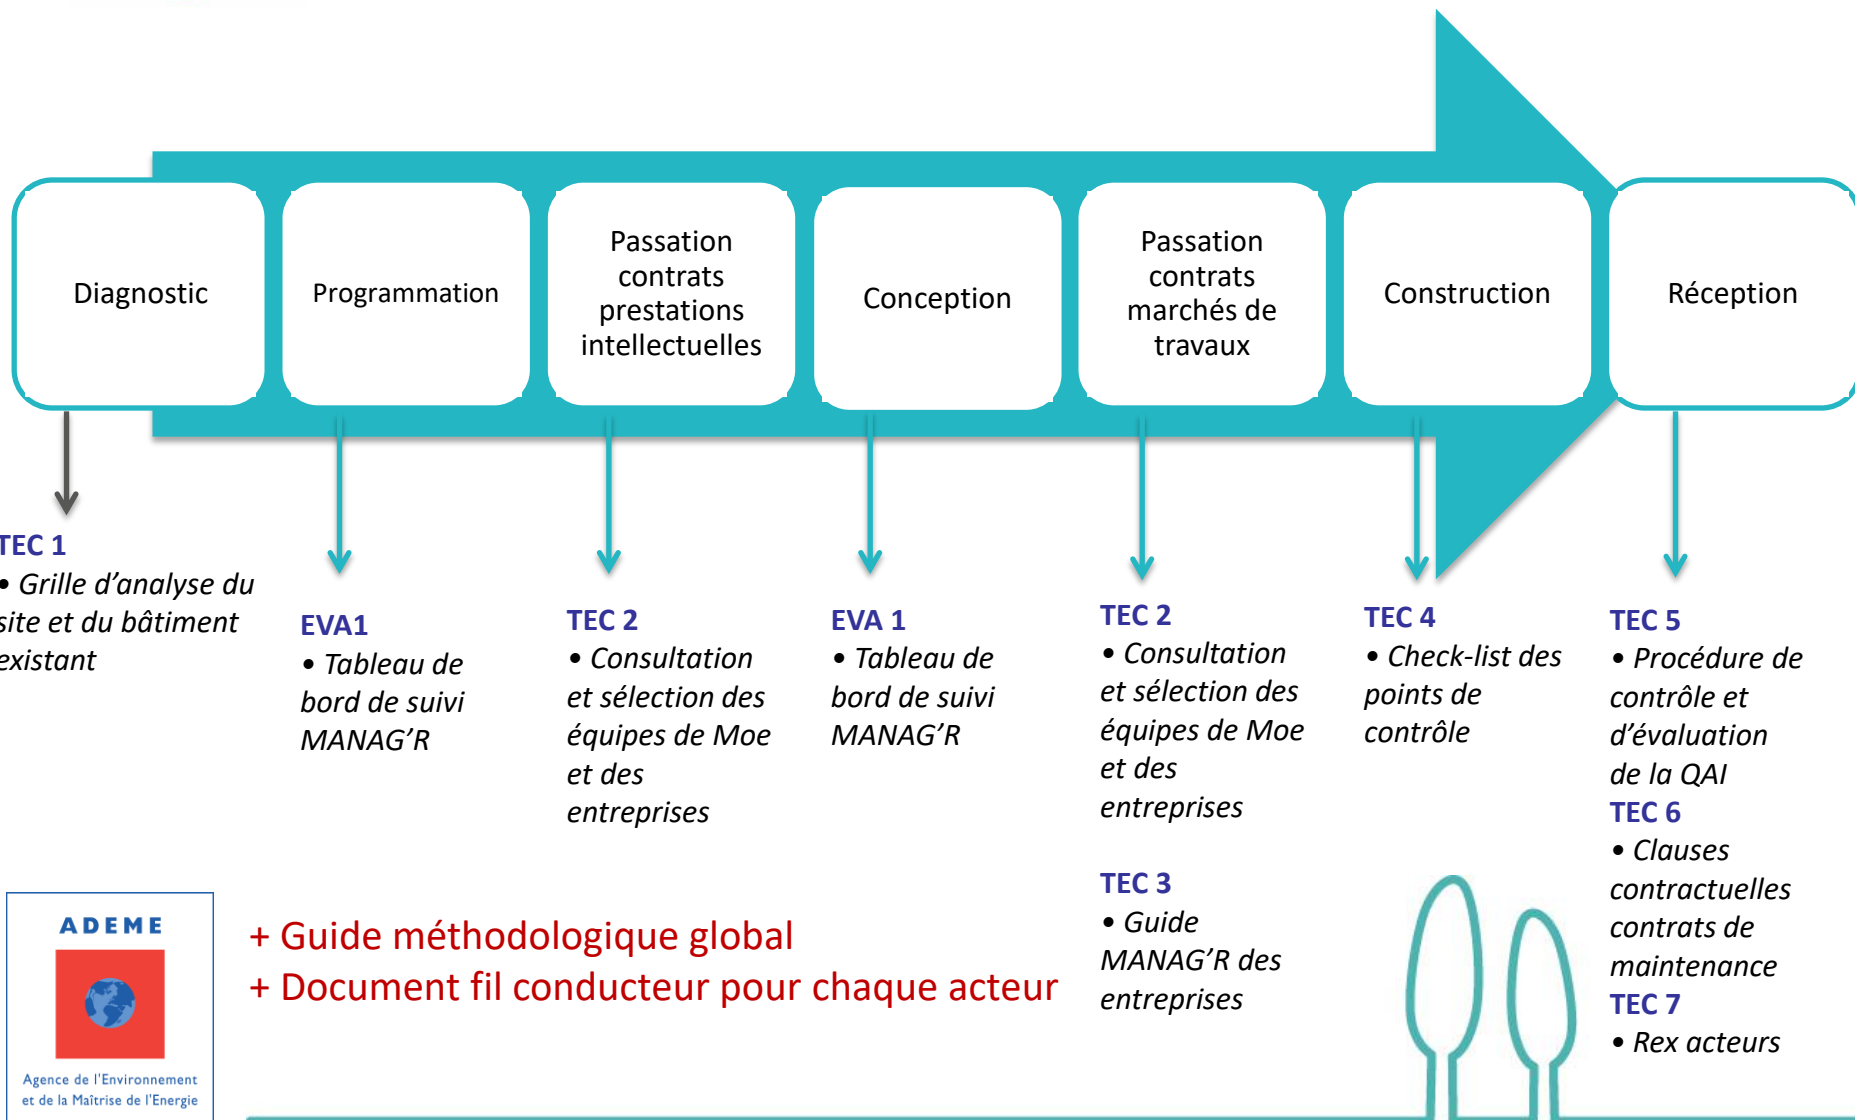 Diagnostic
Programmation
Passation
contrats
prestations
intellectuelles
Conception
Passation
contrats
marchés de
travaux
Construction
Réception
TEC 1
• Grille d’analyse du
site et du bâtiment
existant
EVA1
• Tableau de
bord de suivi
MANAG’R
TEC 2
• Consultation
et sélection des
équipes de Moe
et des
entreprises
EVA 1
• Tableau de
bord de suivi
MANAG’R
TEC 2
• Consultation
et sélection des
équipes de Moe
et des
entreprises
TEC 3
• Guide
MANAG’R des
entreprises
TEC 4
• Check-list des
points de
contrôle
TEC 5
• Procédure de
contrôle et
d’évaluation
de la QAI
TEC 6
• Clauses
contractuelles
contrats de
maintenance
TEC 7
• Rex acteurs
+ Guide méthodologique global
+ Document fil conducteur pour chaque acteur
ADEME
Agence de l'Environnement
et de la Maîtrise de l'Energie